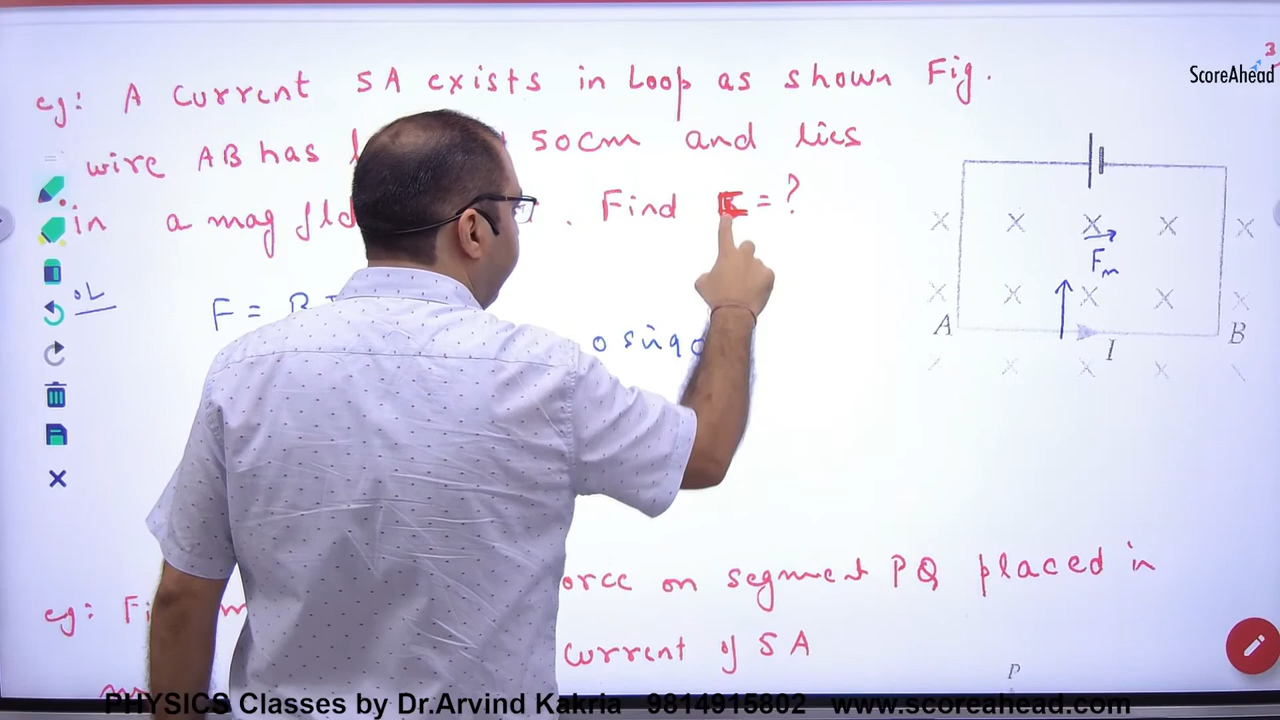 3
ScoreAhead
eg: A current 5A exists in Loop as shown Fig.
wire AB has 50cm and lies
in a mag fld . Find = ?
F =
o sin90
Fm
A
I
B
eg: orce on segment PQ placed in
current of 5A
P
PHYSICS Classes by Dr.Arvind Kakria 9814915802 www.scoreahead.com